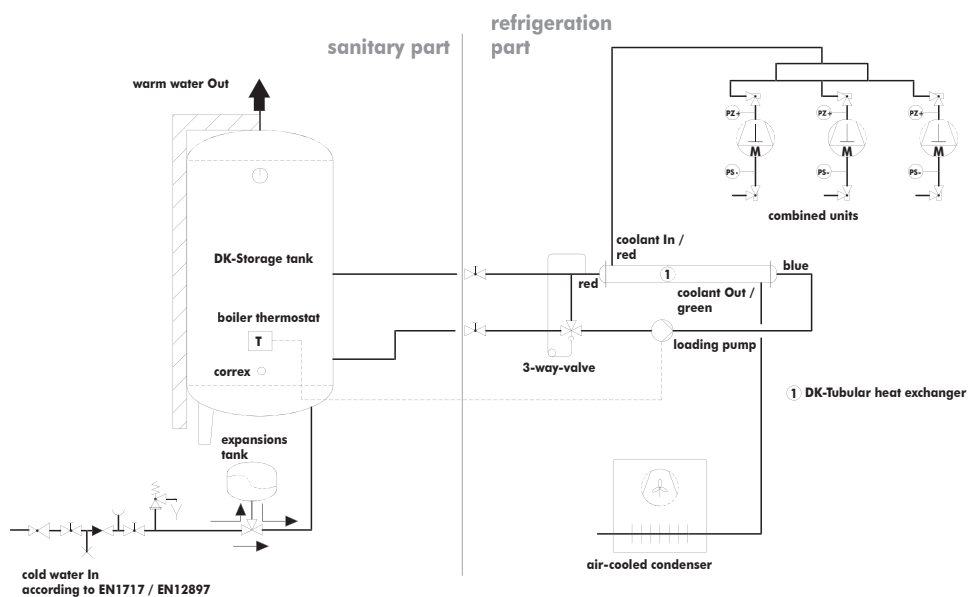 refrigeration
sanitary part
part
warm water Out
PZ+
PZ+
PZ+
M
M
M
PS-
PS-
PS-
combined units
coolant In /
red
DK-Storage tank
blue
1
red
coolant Out /
green
boiler thermostat
T
loading pump
correx
3-way-valve
1 DK-Tubular heat exchanger
expansions
tank
air-cooled condenser
cold water In
according to EN1717 / EN12897